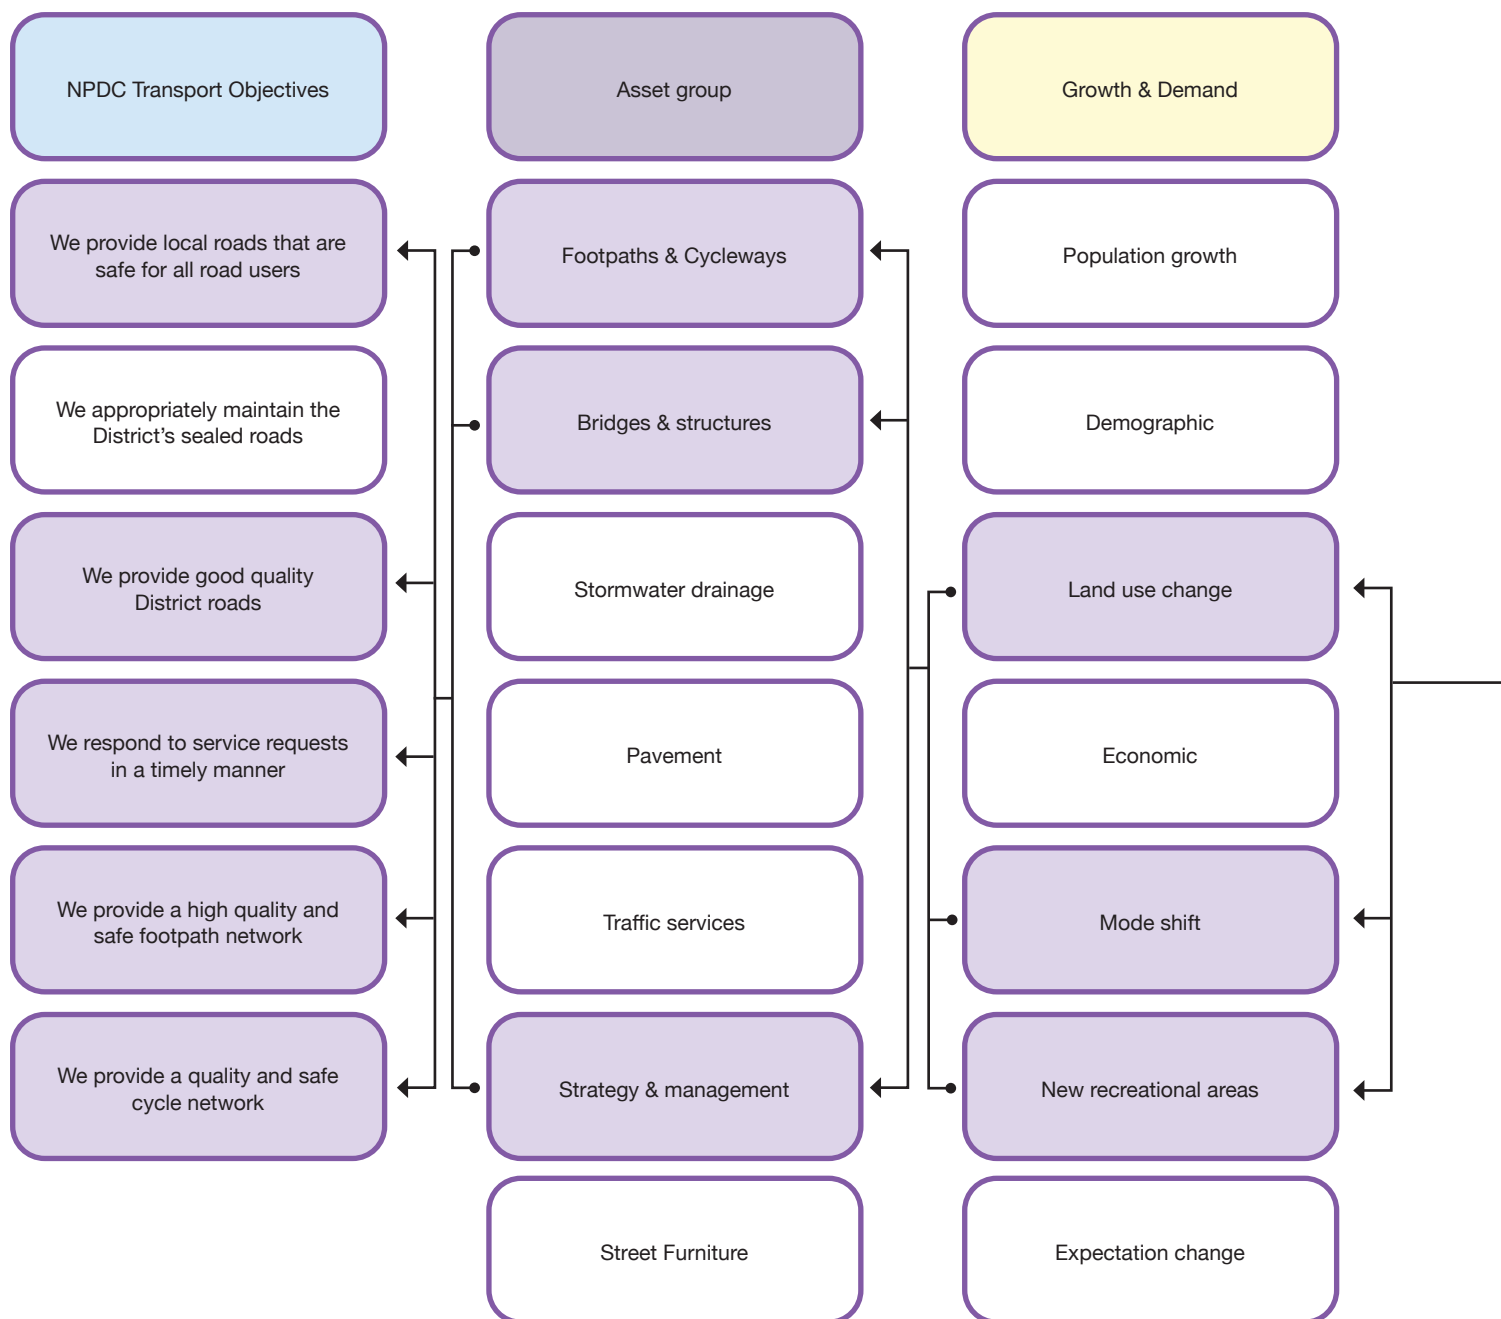 NPDC Transport Objectives
Asset group
Growth & Demand
We provide local roads that are
safe for all road users
Footpaths & Cycleways
Population growth
We appropriately maintain the
District's sealed roads
Bridges & structures
Demographic
We provide good quality
District roads
Stormwater drainage
Land use change
We respond to service requests
in a timely manner
Pavement
Economic
We provide a high quality and
safe footpath network
Traffic services
Mode shift
We provide a quality and safe
cycle network
Strategy & management
New recreational areas
Street Furniture
Expectation change